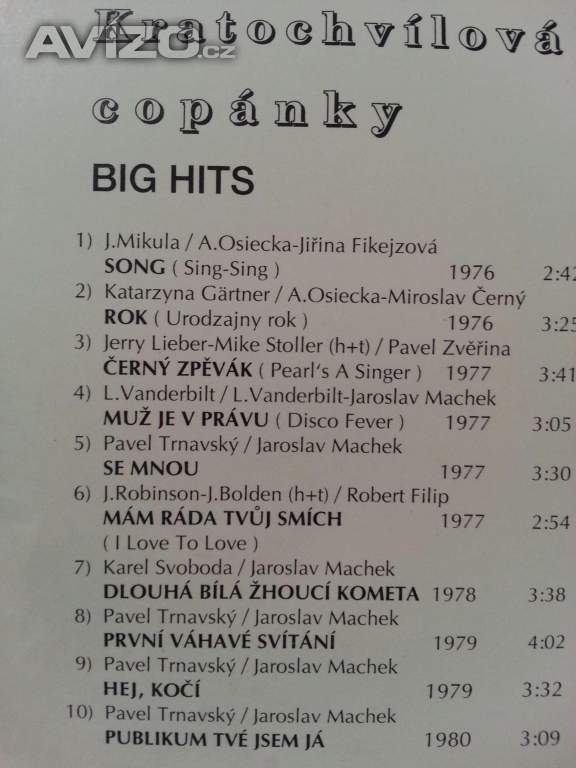 AVIZO.cz
Kratochvílová
copánky
BIG HITS
1) J.Mikula / A.Osiecka-Jiřina Fikejzová
SONG ( Sing-Sing ) 1976 2:42
2) Katarzyna Gärtner / A.Osiecka-Miroslav Černý
ROK ( Urodzajny rok ) 1976 3:25
3) Jerry Lieber-Mike Stoller (h+t) / Pavel Zvěřina
ČERNÝ ZPĚVÁK ( Pearl's A Singer ) 1977 3:41
4) L.Vanderbilt / L.Vanderbilt-Jaroslav Machek
MUŽ JE V PRÁVU ( Disco Fever ) 1977 3:05
5) Pavel Trnavský / Jaroslav Machek
SE MNOU 1977 3:30
6) J.Robinson-J.Bolden (h+t) / Robert Filip
MÁM RÁDA TVŮJ SMÍCH 1977 2:54
( I Love To Love )
7) Karel Svoboda / Jaroslav Machek
DLOUHÁ BÍLÁ ŽHOUCÍ KOMETA 1978 3:38
8) Pavel Trnavský / Jaroslav Machek
PRVNÍ VÁHAVÉ SVÍTÁNÍ 1979 4:02
9) Pavel Trnavský / Jaroslav Machek
HEJ, KOČÍ 1979 3:32
10) Pavel Trnavský / Jaroslav Machek
PUBLIKUM TVÉ JSEM JÁ 1980 3:09